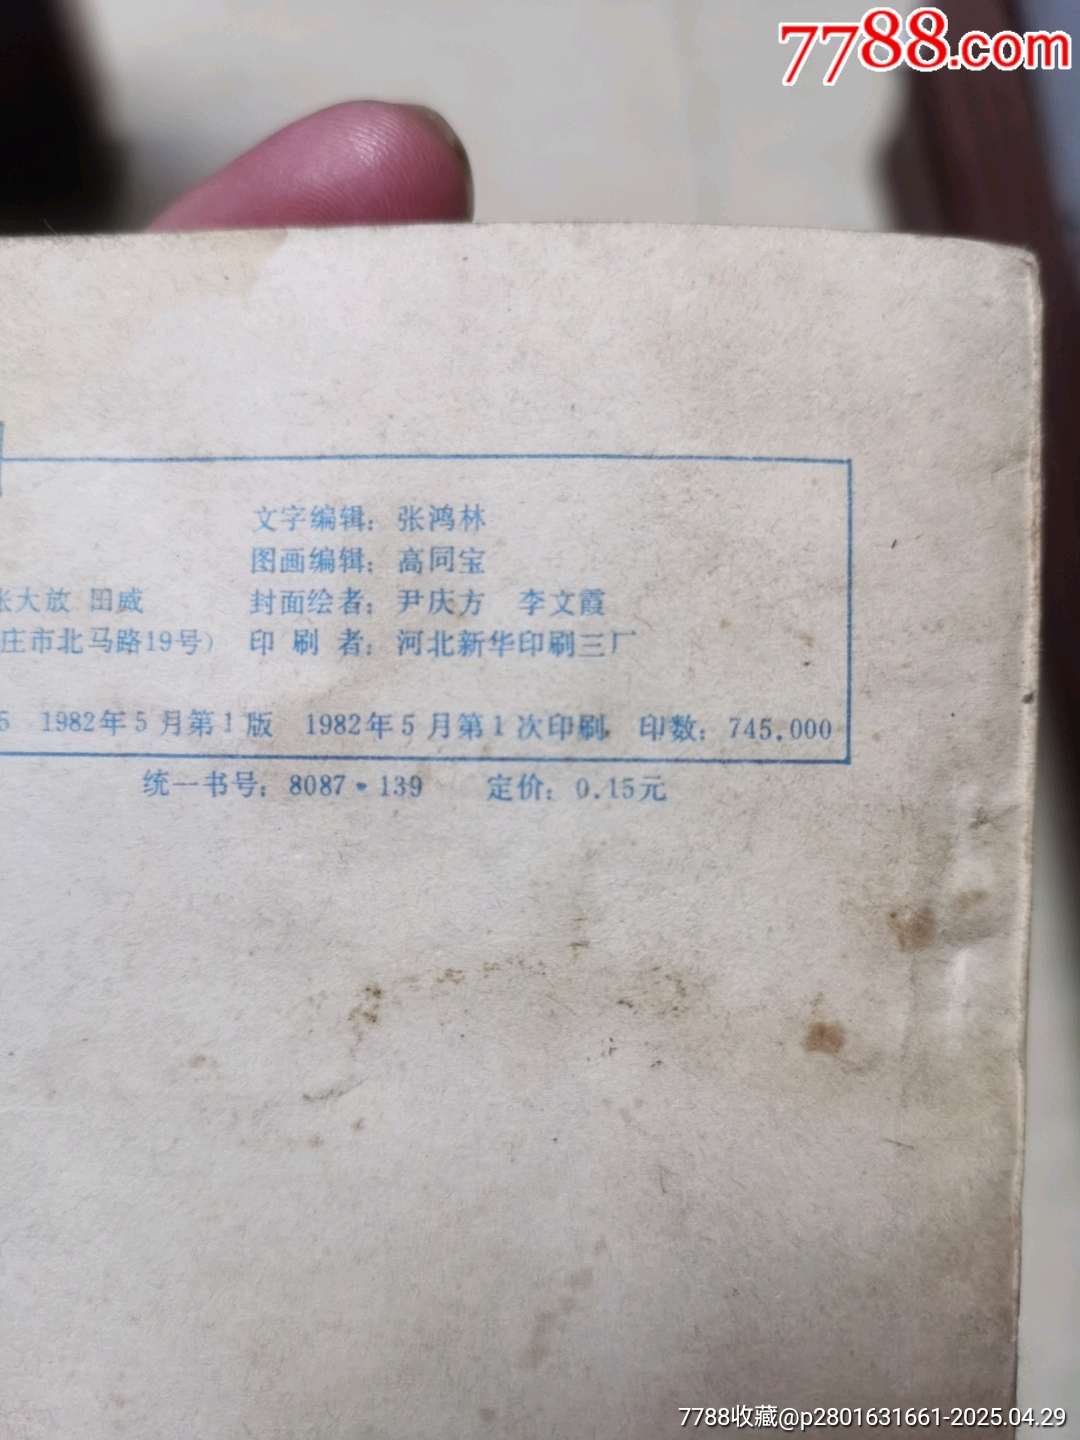 7788.com
文字编辑：张鸿林
图画编辑：高同宝
张大放 田威 封面绘者：尹庆方 李文霞
庄市北马路19号) 印刷者：河北新华印刷三厂
5 1982年5月第1版 1982年5月第1次印刷 印数：745.000
统一书号：8087·139 定价：0.15元
7788收藏@p2801631661-2025.04.29